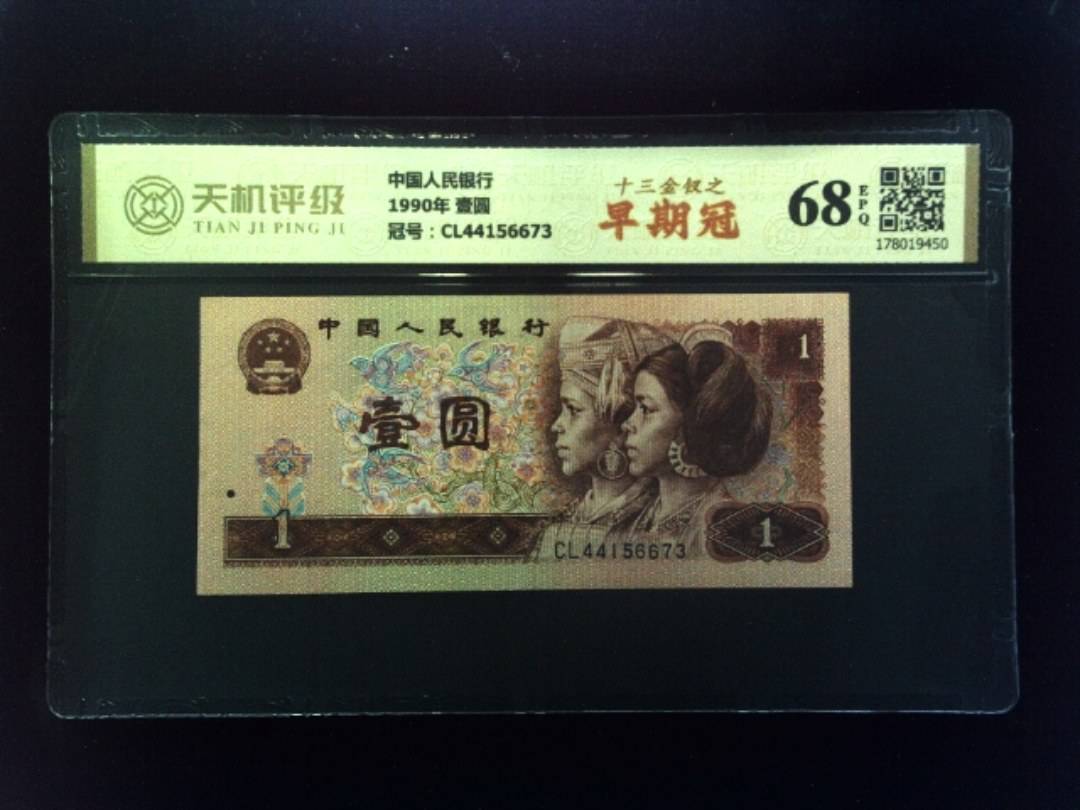 天机评级
TIAN JI PING JI
中国人民银行
1990年 壹圆
冠号：CL44156673
十三金钗之
早期冠
68
EPQ
178019450
中國人民银行
1
壹圆
1
CL44156673
1